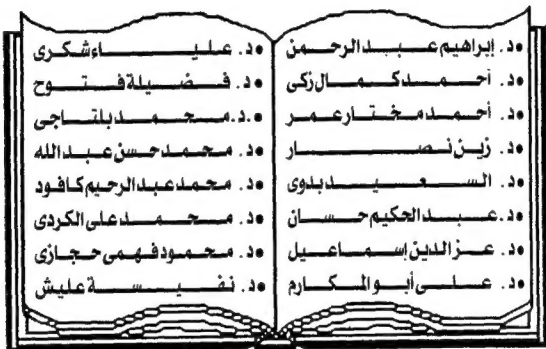 •د. إبراهيم عبد الرحمن
•د. أحمد كمال زكى
•د. أحمد مختار عمر
•د. زين نصار
•د. السعيد بدوى
•د. عبد الحكيم حسان
•د. عز الدين إسماعيل
•د. على أبو المكارم
•د. علياء شكرى
•د. فضيلة فتوح
•د. محمد بلتاجى
•د. محمد حسن عبد الله
•د. محمد عبد الرحيم كافود
•د. محمد على الكردى
•د. محمود فهمى حجازى
•د. نفيسة عليش